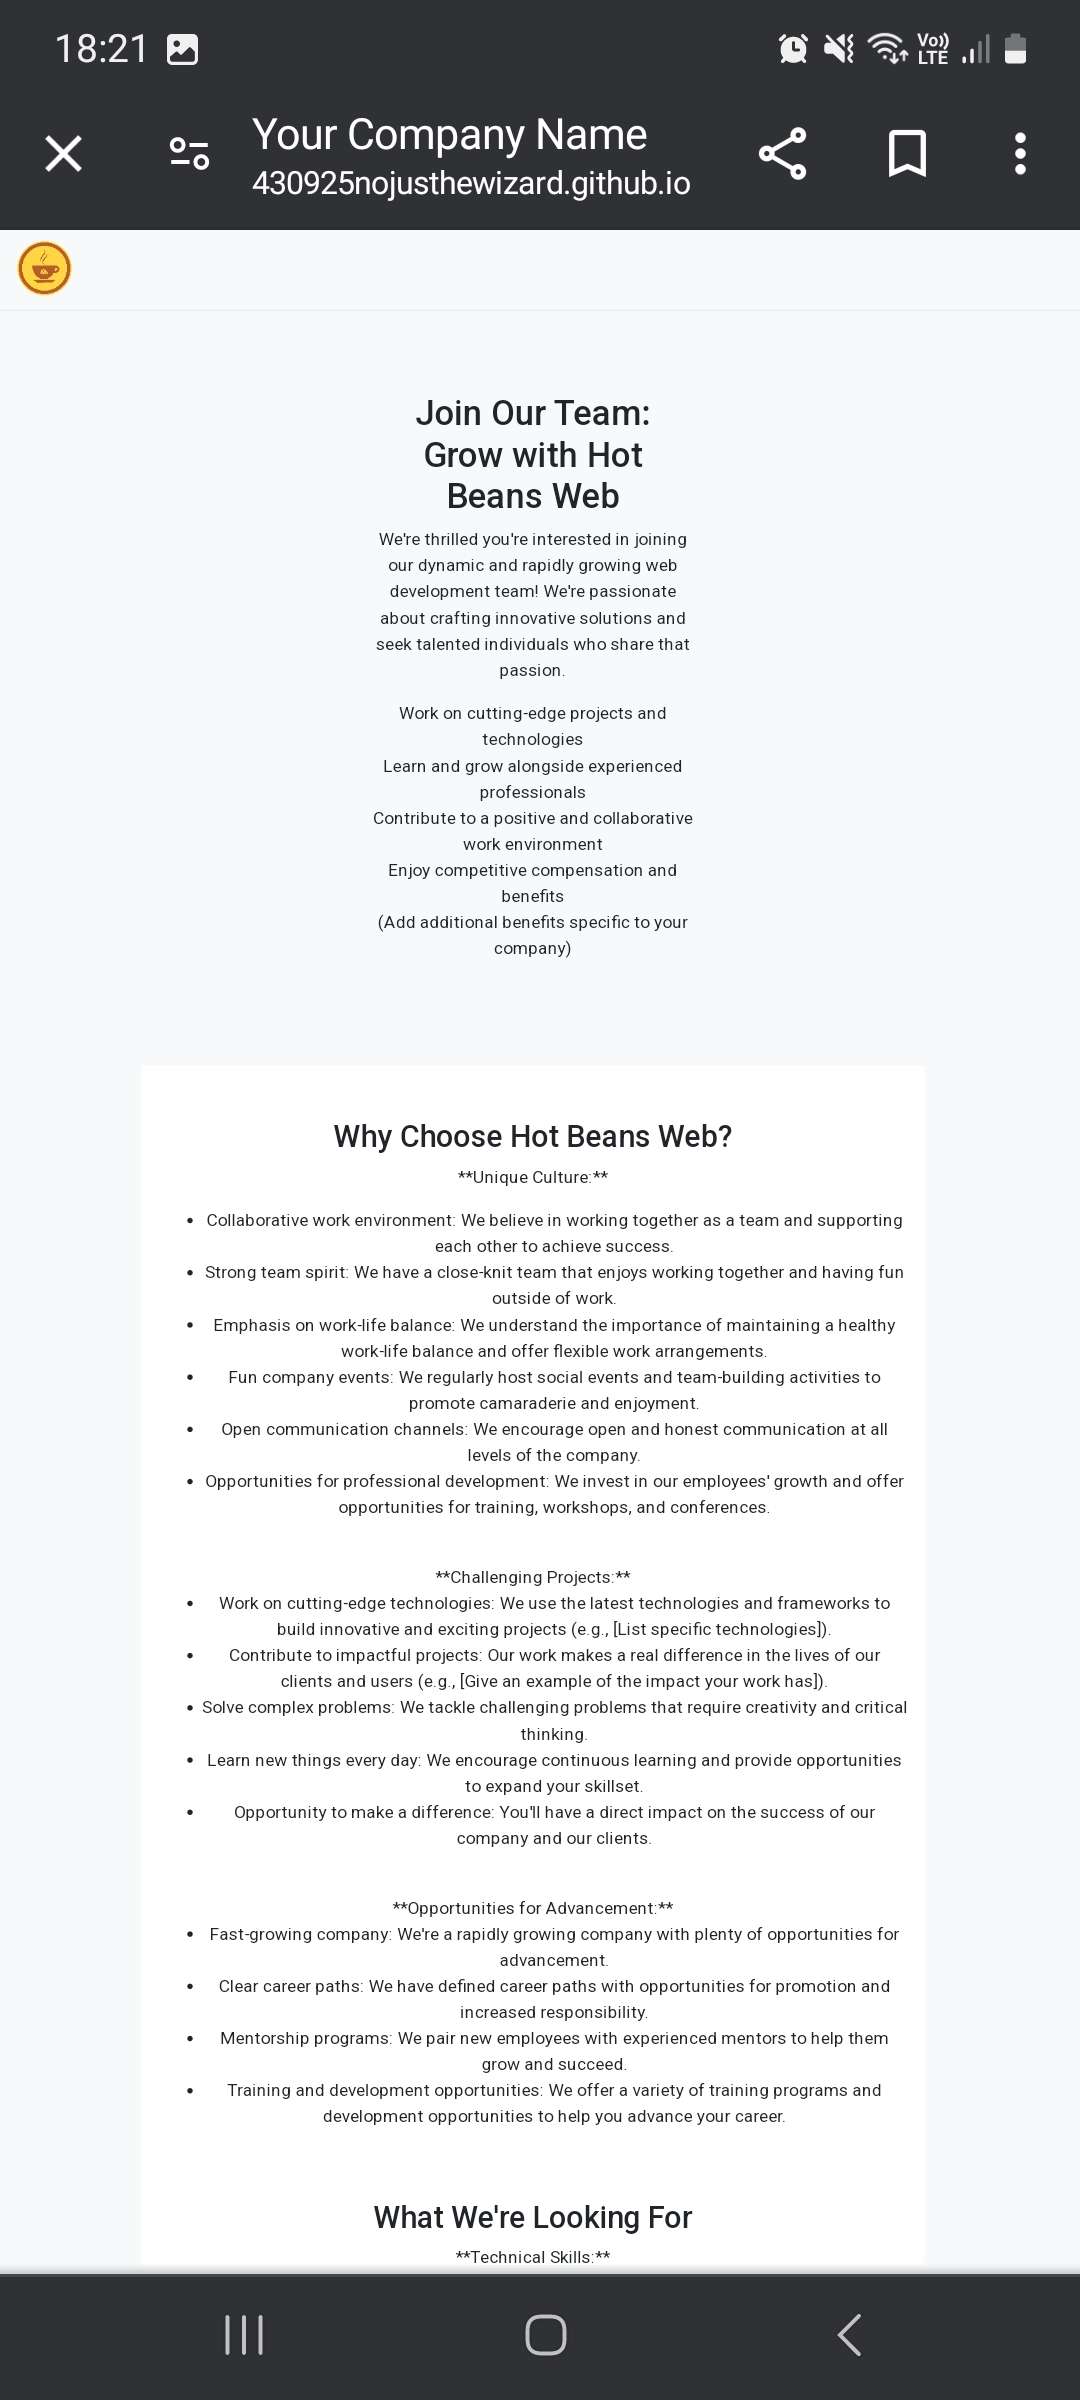 18:21
Vo))
LTE
Your Company Name
430925nojusthewizard.github.io
Join Our Team:
Grow with Hot
Beans Web
We're thrilled you're interested in joining
our dynamic and rapidly growing web
development team! We're passionate
about crafting innovative solutions and
seek talented individuals who share that
passion.
Work on cutting-edge projects and
technologies
Learn and grow alongside experienced
professionals
Contribute to a positive and collaborative
work environment
Enjoy competitive compensation and
benefits
(Add additional benefits specific to your
company)
Why Choose Hot Beans Web?
**Unique Culture:**
• Collaborative work environment: We believe in working together as a team and supporting
each other to achieve success.
• Strong team spirit: We have a close-knit team that enjoys working together and having fun
outside of work.
• Emphasis on work-life balance: We understand the importance of maintaining a healthy
work-life balance and offer flexible work arrangements.
• Fun company events: We regularly host social events and team-building activities to
promote camaraderie and enjoyment.
• Open communication channels: We encourage open and honest communication at all
levels of the company.
• Opportunities for professional development: We invest in our employees' growth and offer
opportunities for training, workshops, and conferences.
**Challenging Projects:**
• Work on cutting-edge technologies: We use the latest technologies and frameworks to
build innovative and exciting projects (e.g., [List specific technologies]).
• Contribute to impactful projects: Our work makes a real difference in the lives of our
clients and users (e.g., [Give an example of the impact your work has]).
• Solve complex problems: We tackle challenging problems that require creativity and critical
thinking.
• Learn new things every day: We encourage continuous learning and provide opportunities
to expand your skillset.
• Opportunity to make a difference: You'll have a direct impact on the success of our
company and our clients.
**Opportunities for Advancement:**
• Fast-growing company: We're a rapidly growing company with plenty of opportunities for
advancement.
• Clear career paths: We have defined career paths with opportunities for promotion and
increased responsibility.
• Mentorship programs: We pair new employees with experienced mentors to help them
grow and succeed.
• Training and development opportunities: We offer a variety of training programs and
development opportunities to help you advance your career.
What We're Looking For
**Technical Skills:**